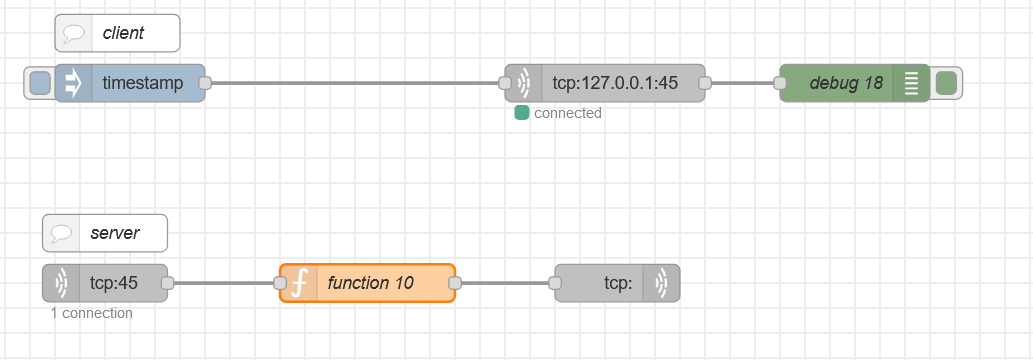 client
timestamp
tcp:127.0.0.1:45
debug 18
connected
server
tcp:45
function 10
tcp:
1 connection